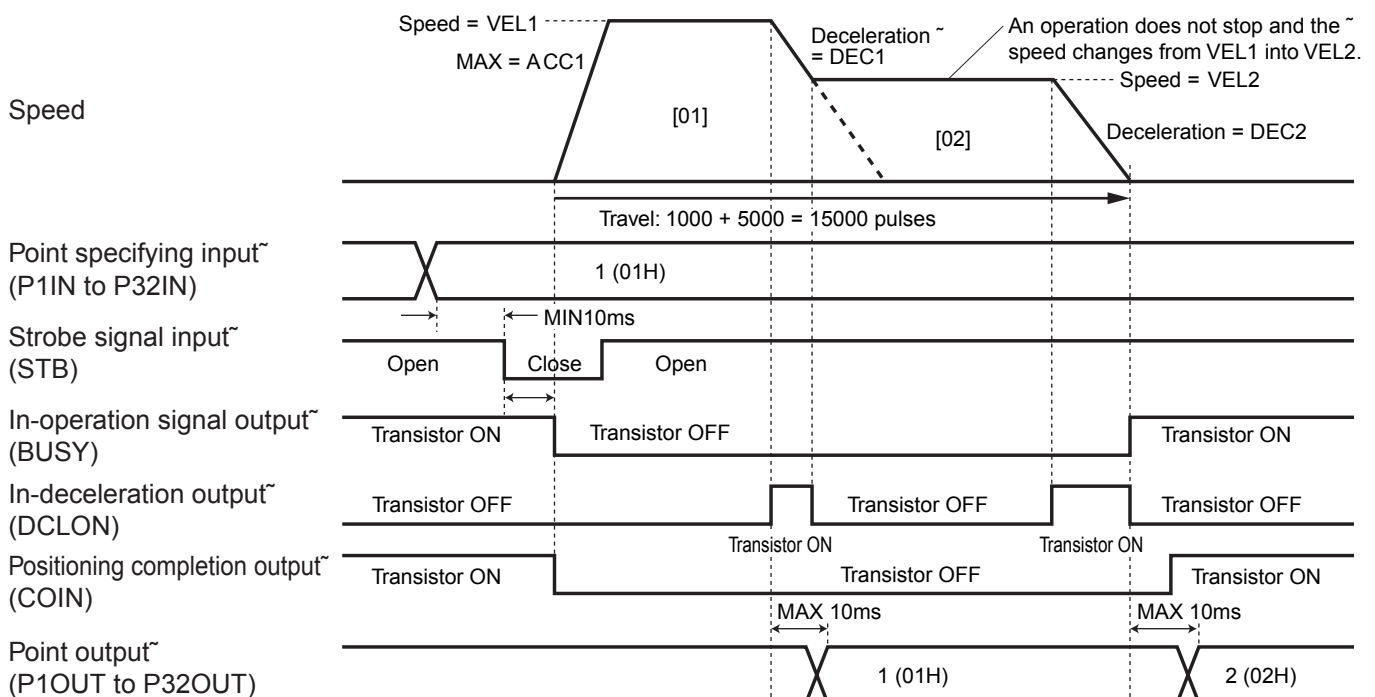 Speed = VEL1
MAX = ACC1
Deceleration ˜
= DEC1
An operation does not stop and the ˜
speed changes from VEL1 into VEL2.
Speed = VEL2
Speed
[01]
[02]
Deceleration = DEC2
Travel: 1000 + 5000 = 15000 pulses
Point specifying input˜
(P1IN to P32IN)
1 (01H)
MIN10ms
Strobe signal input˜
(STB)
Open
Close
Open
In-operation signal output˜
(BUSY)
Transistor ON
Transistor OFF
Transistor ON
In-deceleration output˜
(DCLON)
Transistor OFF
Transistor OFF
Transistor OFF
Transistor ON
Transistor ON
Positioning completion output˜
(COIN)
Transistor ON
Transistor OFF
Transistor ON
MAX 10ms
MAX 10ms
Point output˜
(P1OUT to P32OUT)
1 (01H)
2 (02H)